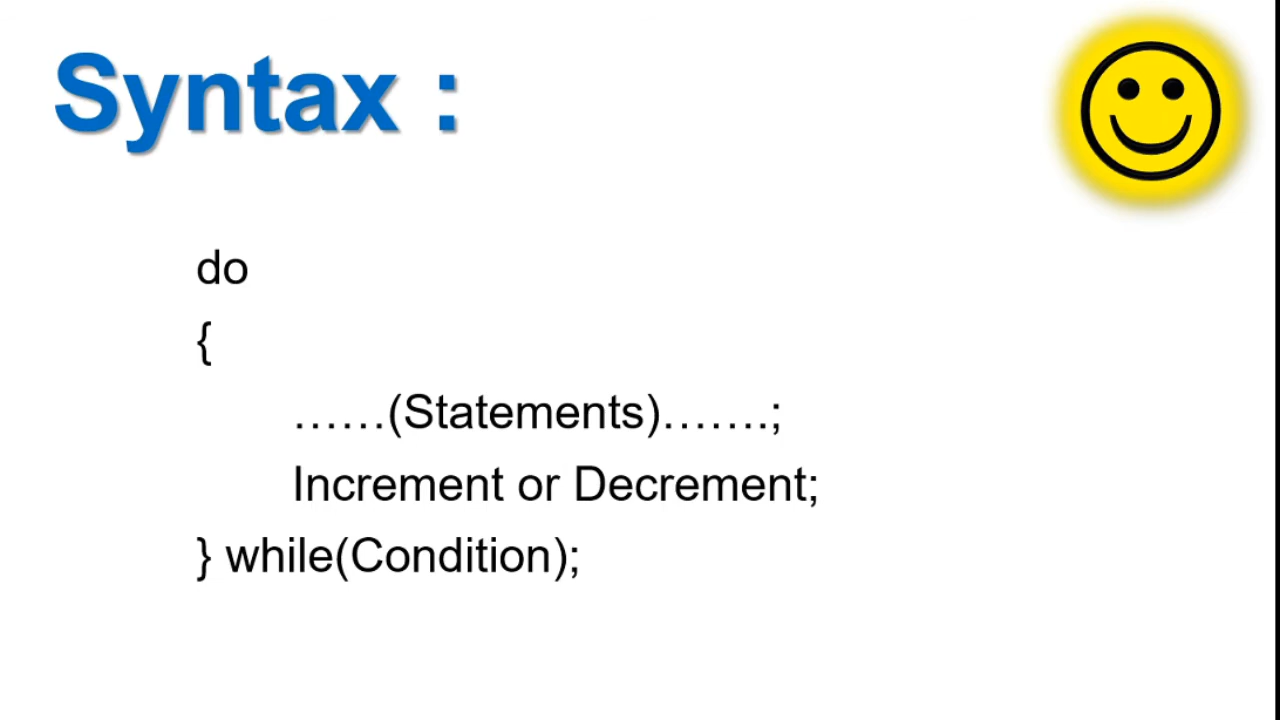 Syntax :
do
{
……(Statements)…….;
Increment or Decrement;
} while(Condition);